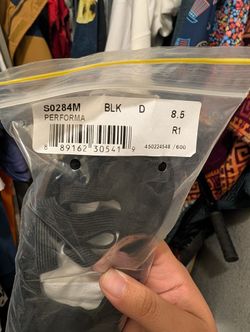 S0284M BLK D 8.5
PERFORMA R1
8 89162 30541 9
450224548 / 600